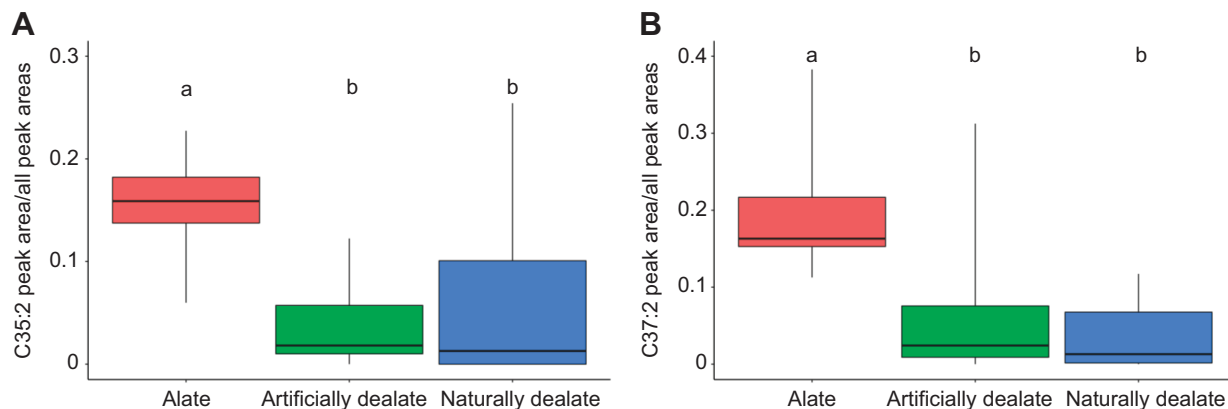 A
C35:2 peak area/all peak areas
0.3
0.2
0.1
0
a
b
b
Alate
Artificially dealate
Naturally dealate
B
C37:2 peak area/all peak areas
0.4
0.3
0.2
0.1
0
a
b
b
Alate
Artificially dealate
Naturally dealate